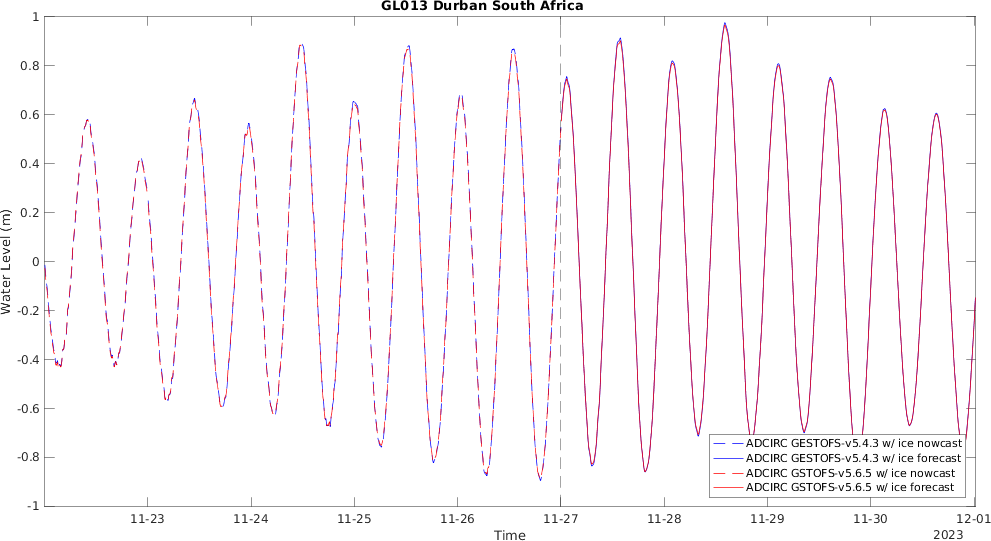 GL013 Durban South Africa
1
0.8
0.6
0.4
0.2
0
-0.2
-0.4
-0.6
-0.8
-1
Water Level (m)
ADCIRC GESTOFS-v5.4.3 w/ ice nowcast
ADCIRC GESTOFS-v5.4.3 w/ ice forecast
ADCIRC GSTOFS-v5.6.5 w/ ice nowcast
ADCIRC GSTOFS-v5.6.5 w/ ice forecast
11-23 11-24 11-25 11-26 11-27 11-28 11-29 11-30 12-01
Time
2023